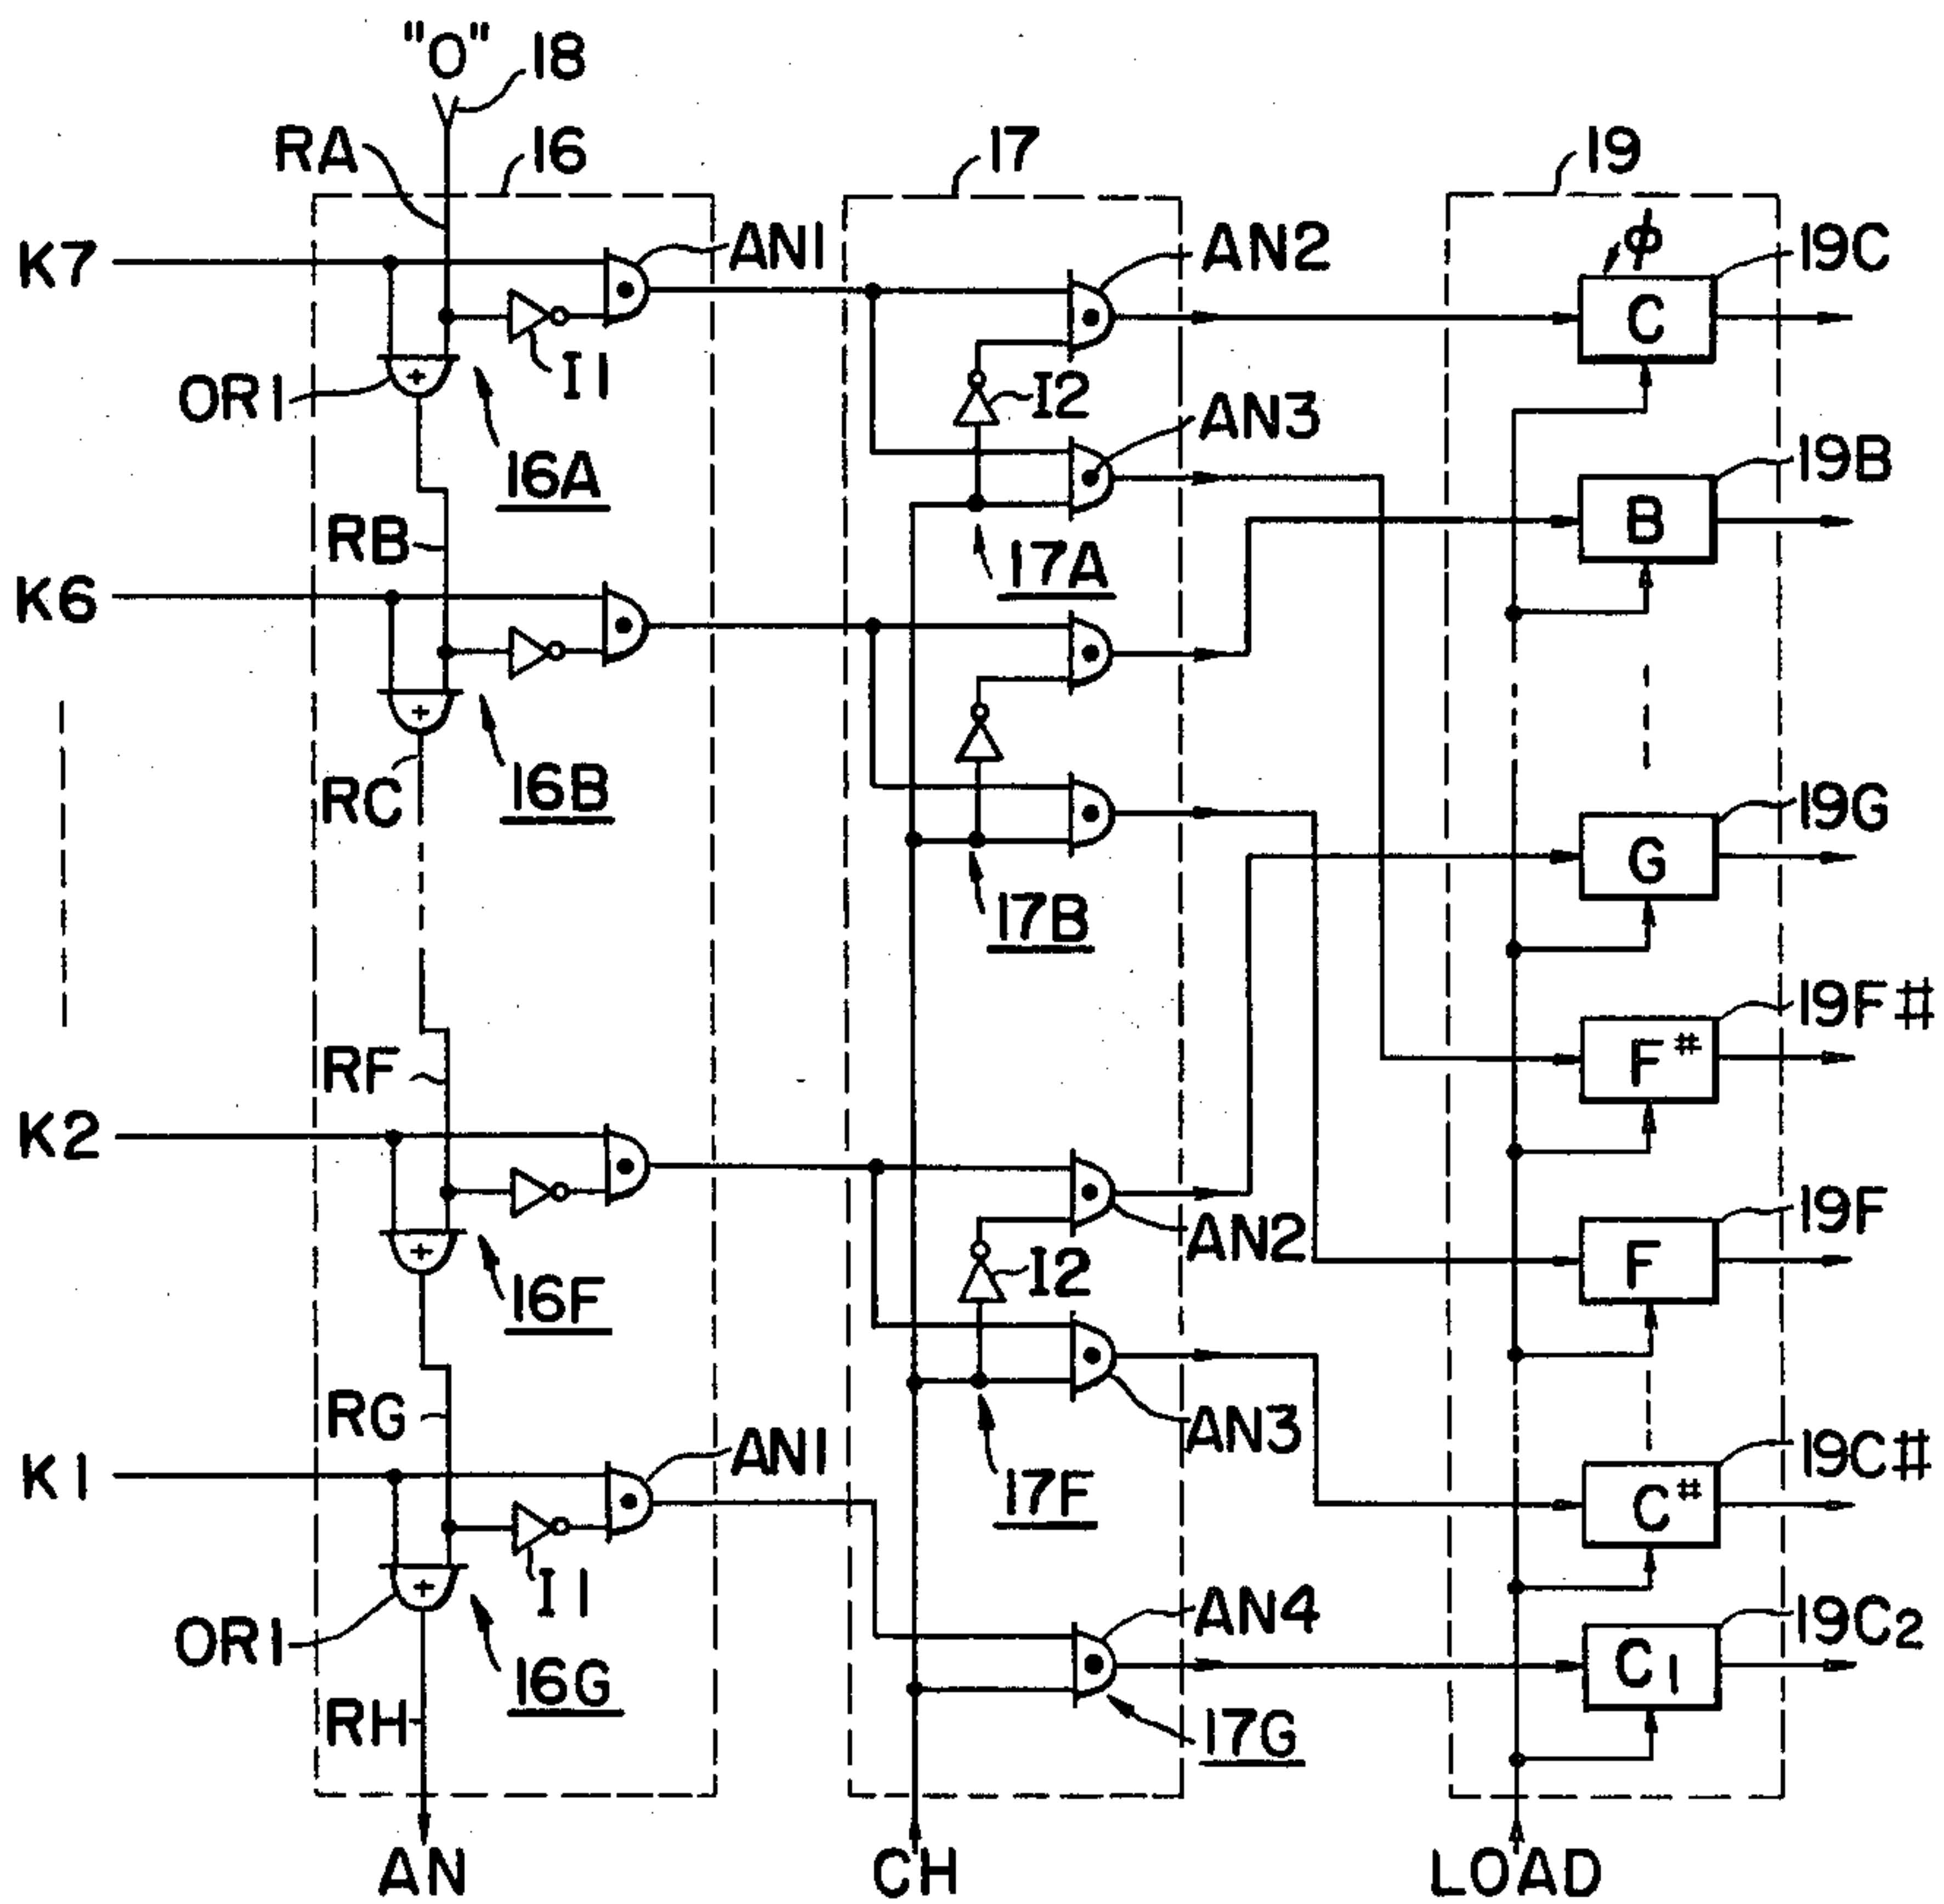 "O" 18
RA 16 17 19
K7 AN1 AN2 φ 19C
C
OR1 I1 I2 AN3
16A 19B
RB 17A B
K6
RC 16B 19G
G
17B
19F#
RF F#
K2 19F
AN2 F
16F I2
RG AN3 19C#
K1 AN1 17F C#
I1 AN4 19C2
OR1 16G C1
RH 17G
AN CH LOAD